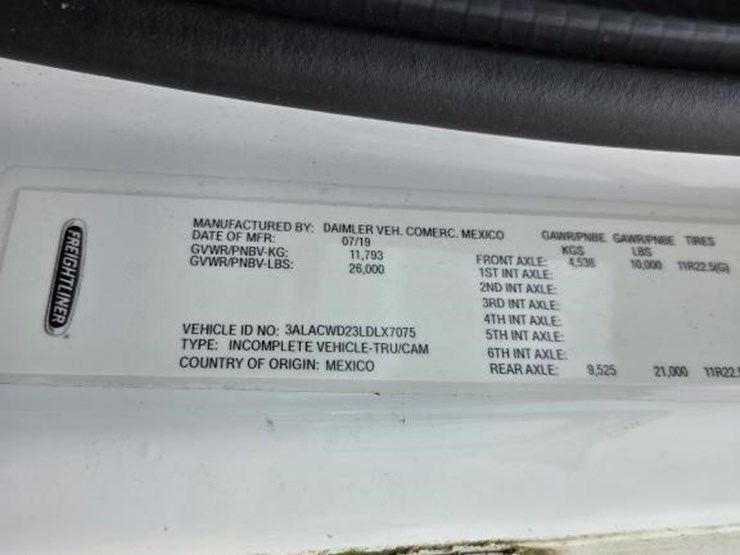 FREIGHTLINER
MANUFACTURED BY: DAIMLER VEH. COMERC. MEXICO
DATE OF MFR: 07/19
GVWR/PNBV-KG: 11,793
GVWR/PNBV-LBS: 26,000
VEHICLE ID NO: 3ALACWD23LDLX7075
TYPE: INCOMPLETE VEHICLE-TRU/CAM
COUNTRY OF ORIGIN: MEXICO
GAWR/PNBE GAWR/PNBE TIRES
KGS LBS
FRONT AXLE: 4,536 10,000 11R22.5(G)
1ST INT AXLE:
2ND INT AXLE:
3RD INT AXLE:
4TH INT AXLE:
5TH INT AXLE:
6TH INT AXLE:
REAR AXLE: 9,525 21,000 11R22.5